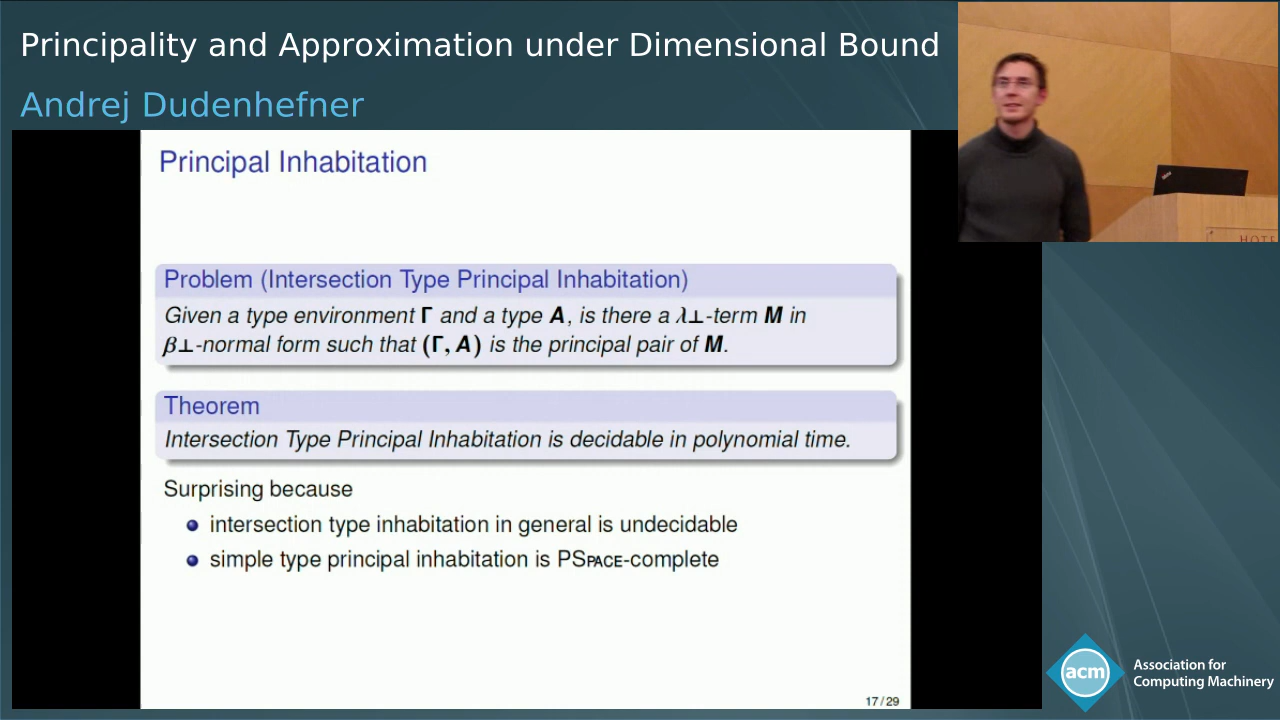 Principality and Approximation under Dimensional Bound
Andrej Dudenhefner
Principal Inhabitation
Problem (Intersection Type Principal Inhabitation)
Given a type environment Γ and a type A, is there a λ⊥-term M in
β⊥-normal form such that (Γ, A) is the principal pair of M.
Theorem
Intersection Type Principal Inhabitation is decidable in polynomial time.
Surprising because
intersection type inhabitation in general is undecidable
simple type principal inhabitation is PSPACE-complete
17/29
HOTE
acm
Association for
Computing Machinery